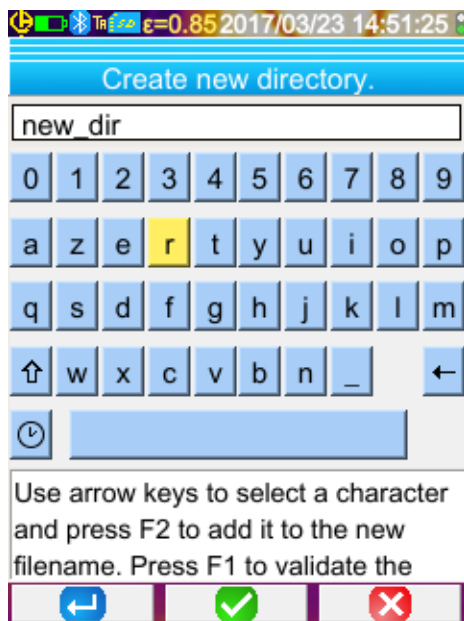 ε=0.85 2017/03/23 14:51:25
Create new directory.
new_dir
0 1 2 3 4 5 6 7 8 9
a z e r t y u i o p
q s d f g h j k l m
w x c v b n _
Use arrow keys to select a character
and press F2 to add it to the new
filename. Press F1 to validate the